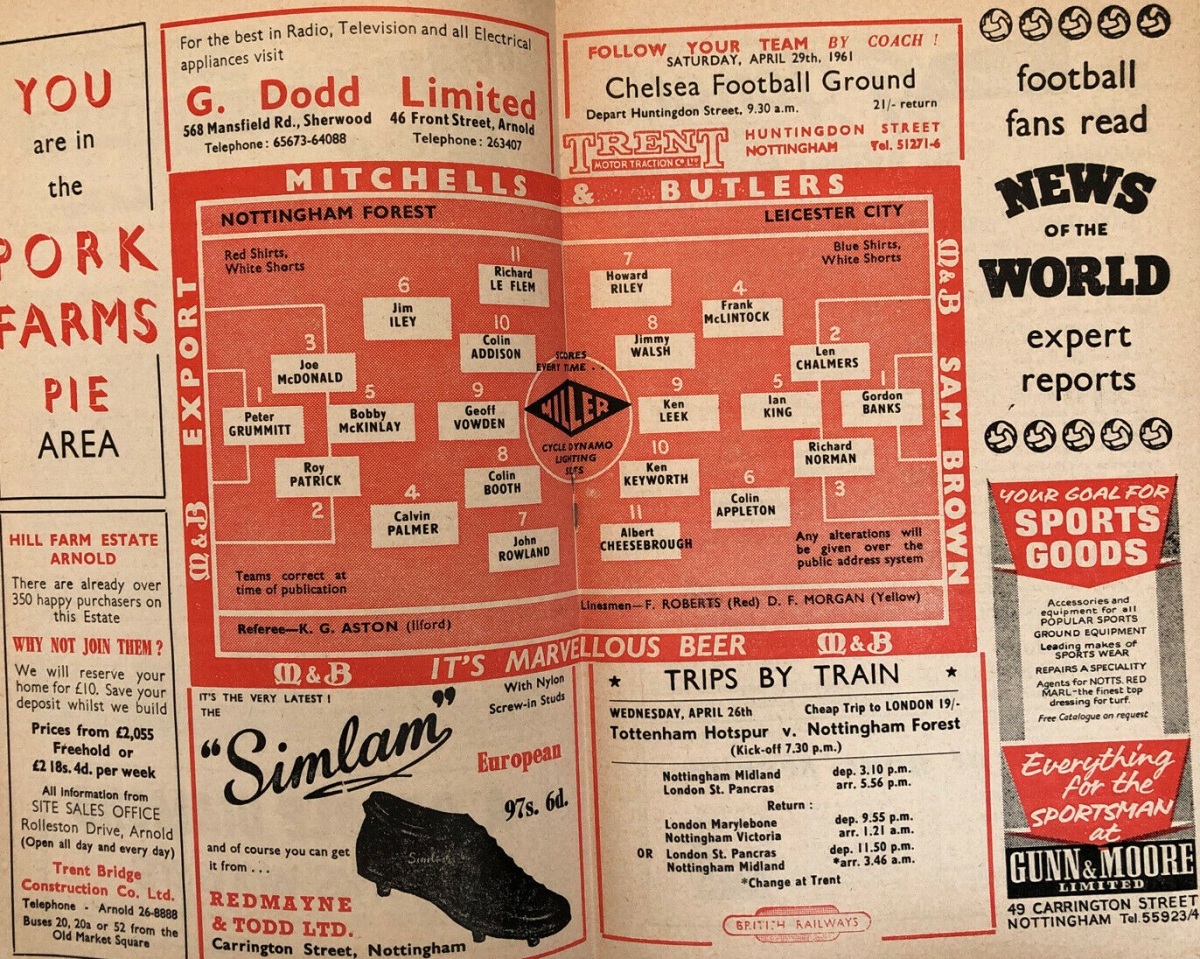 YOU
are in
the
PORK
FARMS
PIE
AREA
HILL FARM ESTATE
ARNOLD
There are already over
350 happy purchasers on
this Estate
WHY NOT JOIN THEM?
We will reserve your
home for £10. Save your
deposit whilst we build
Prices from £2,055
Freehold or
£2 18s. 4d. per week
All Information from
SITE SALES OFFICE
Rolleston Drive, Arnold
(Open all day and every day)
Trent Bridge
Construction Co. Ltd.
Telephone - Arnold 26-8888
Buses 20, 20a or 52 from the
Old Market Square
For the best in Radio, Television and all Electrical
appliances visit
G. Dodd Limited
568 Mansfield Rd., Sherwood
Telephone: 65673-64088
46 Front Street, Arnold
Telephone: 263407
FOLLOW YOUR TEAM BY COACH !
SATURDAY, APRIL 29th, 1961
Chelsea Football Ground
Depart Huntingdon Street, 9.30 a.m. 21/- return
TRENT
MOTOR TRACTION CO LTD
HUNTINGDON STREET
NOTTINGHAM Tel. 51271-6
MITCHELLS & BUTLERS
M&B EXPORT
NOTTINGHAM FOREST
Red Shirts,
White Shorts
11
Richard
LE FLEM
6
Jim
ILEY
10
Colin
ADDISON
3
Joe
McDONALD
1
Peter
GRUMMITT
5
Bobby
McKINLAY
9
Geoff
VOWDEN
Roy
PATRICK
2
8
Colin
BOOTH
4
Calvin
PALMER
7
John
ROWLAND
Teams correct at
time of publication
Referee—K. G. ASTON (Ilford)
SCORES
EVERY TIME . .
MILLER
CYCLE DYNAMO
LIGHTING
SETS
LEICESTER CITY
Blue Shirts,
White Shorts
7
Howard
RILEY
4
Frank
McLINTOCK
8
Jimmy
WALSH
2
Len
CHALMERS
9
Ken
LEEK
5
Ian
KING
1
Gordon
BANKS
10
Ken
KEYWORTH
Richard
NORMAN
3
6
Colin
APPLETON
11
Albert
CHEESEBROUGH
Any alterations will
be given over the
public address system
Linesmen—F. ROBERTS (Red) D. F. MORGAN (Yellow)
M&B SAM BROWN
M&B IT'S MARVELLOUS BEER M&B
IT'S THE VERY LATEST !
THE
"Simlam"
With Nylon
Screw-in Studs
European
97s. 6d.
Simlam
and of course you can get
it from . . .
REDMAYNE
& TODD LTD.
Carrington Street, Nottingham
★ TRIPS BY TRAIN ★
WEDNESDAY, APRIL 26th Cheap Trip to LONDON 19/-
Tottenham Hotspur v. Nottingham Forest
(Kick-off 7.30 p.m.)
Nottingham Midland dep. 3.10 p.m.
London St. Pancras arr. 5.56 p.m.
Return :
London Marylebone dep. 9.55 p.m.
Nottingham Victoria arr. 1.21 a.m.
OR London St. Pancras dep. 11.50 p.m.
Nottingham Midland *arr. 3.46 a.m.
*Change at Trent
BRITISH RAILWAYS
football
fans read
NEWS
OF THE
WORLD
expert
reports
YOUR GOAL FOR
SPORTS
GOODS
Accessories and
equipment for all
POPULAR SPORTS
GROUND EQUIPMENT
Leading makes of
SPORTS WEAR
REPAIRS A SPECIALITY
Agents for NOTTS. RED
MARL-the finest top
dressing for turf.
Free Catalogue on request
Everything
for the
SPORTSMAN
at
GUNN & MOORE
LIMITED
49 CARRINGTON STREET
NOTTINGHAM Tel. 55923/4